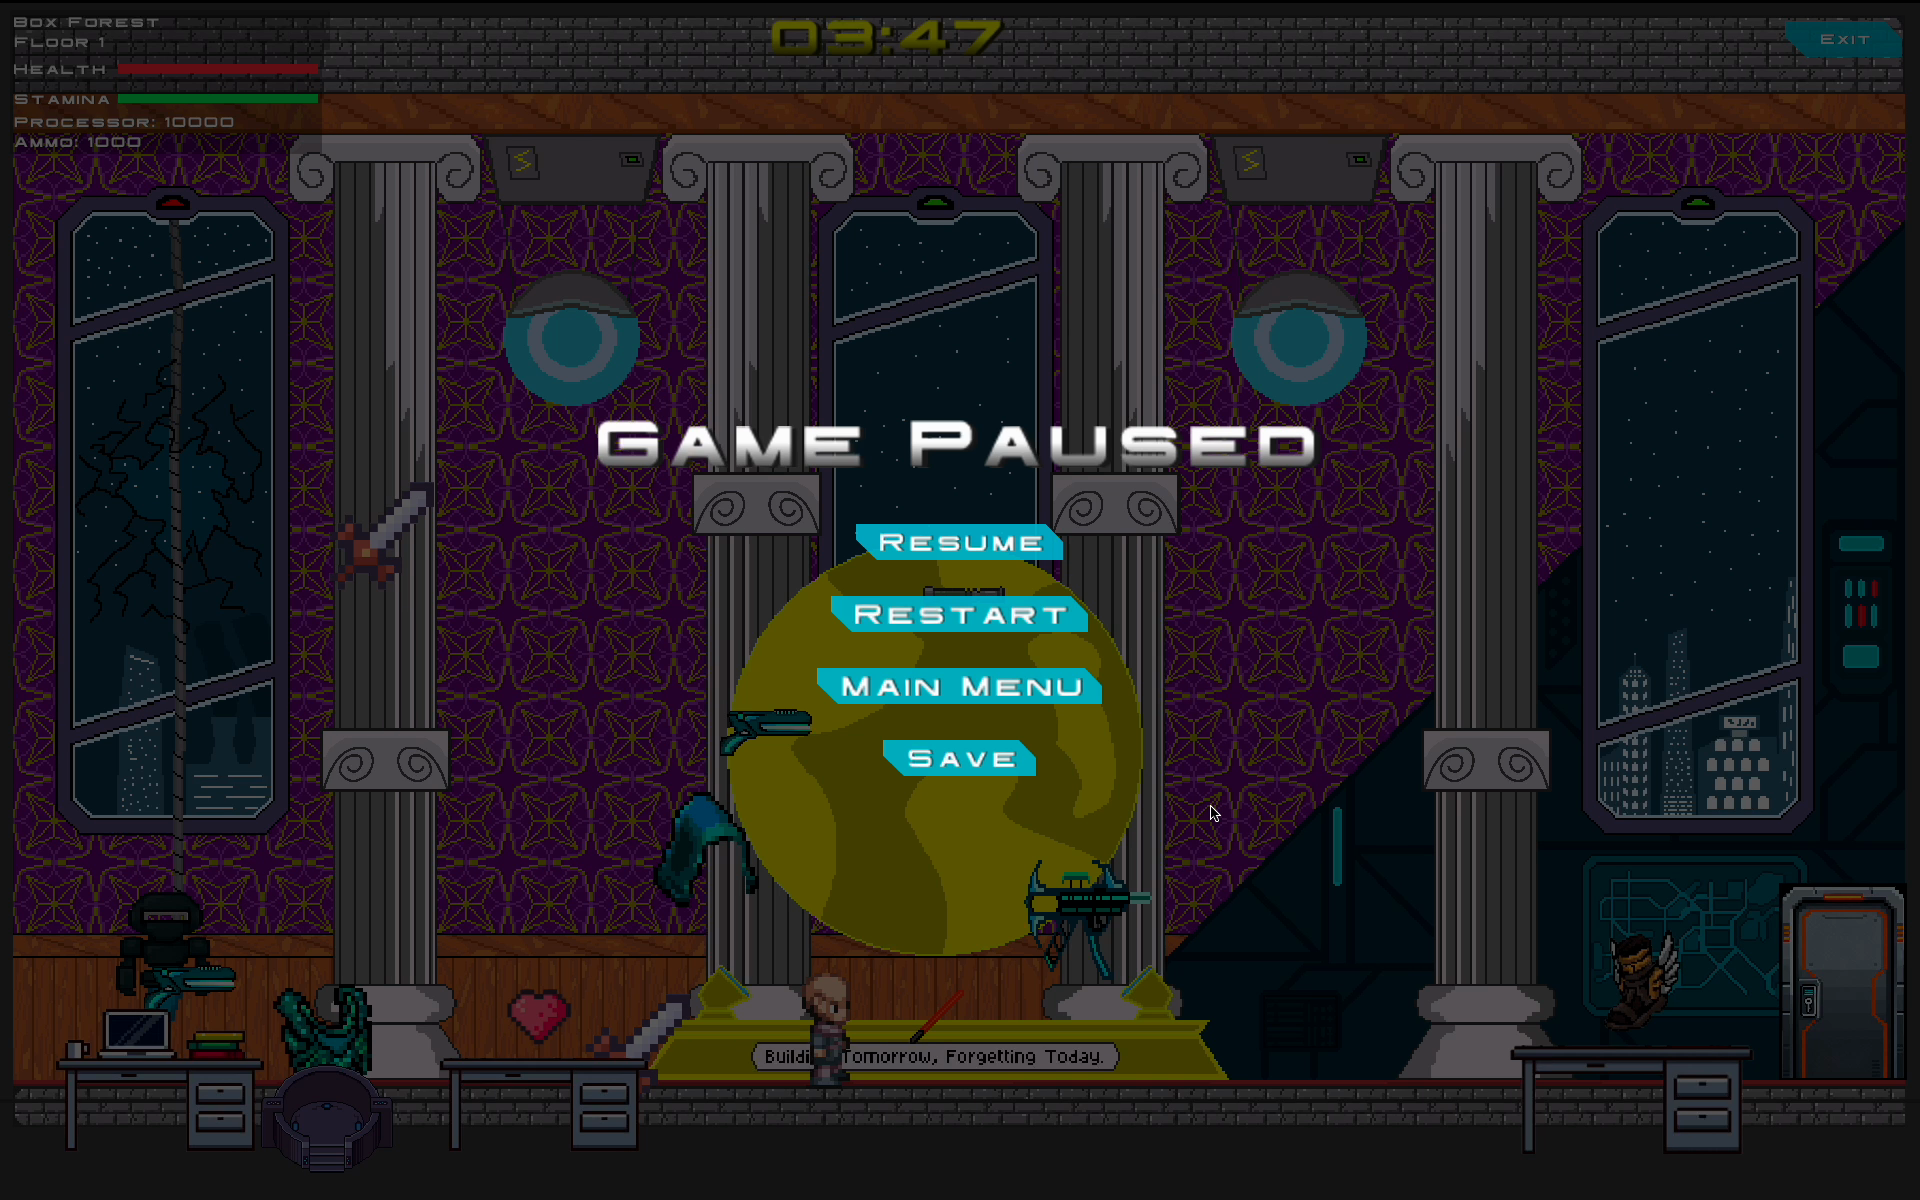 Box Forest
Floor 1
Health
Stamina
Processor: 10000
Ammo: 1000
03:47
Exit
Game Paused
Resume
Restart
Main Menu
Save
Buildi Tomorrow, Forgetting Today.